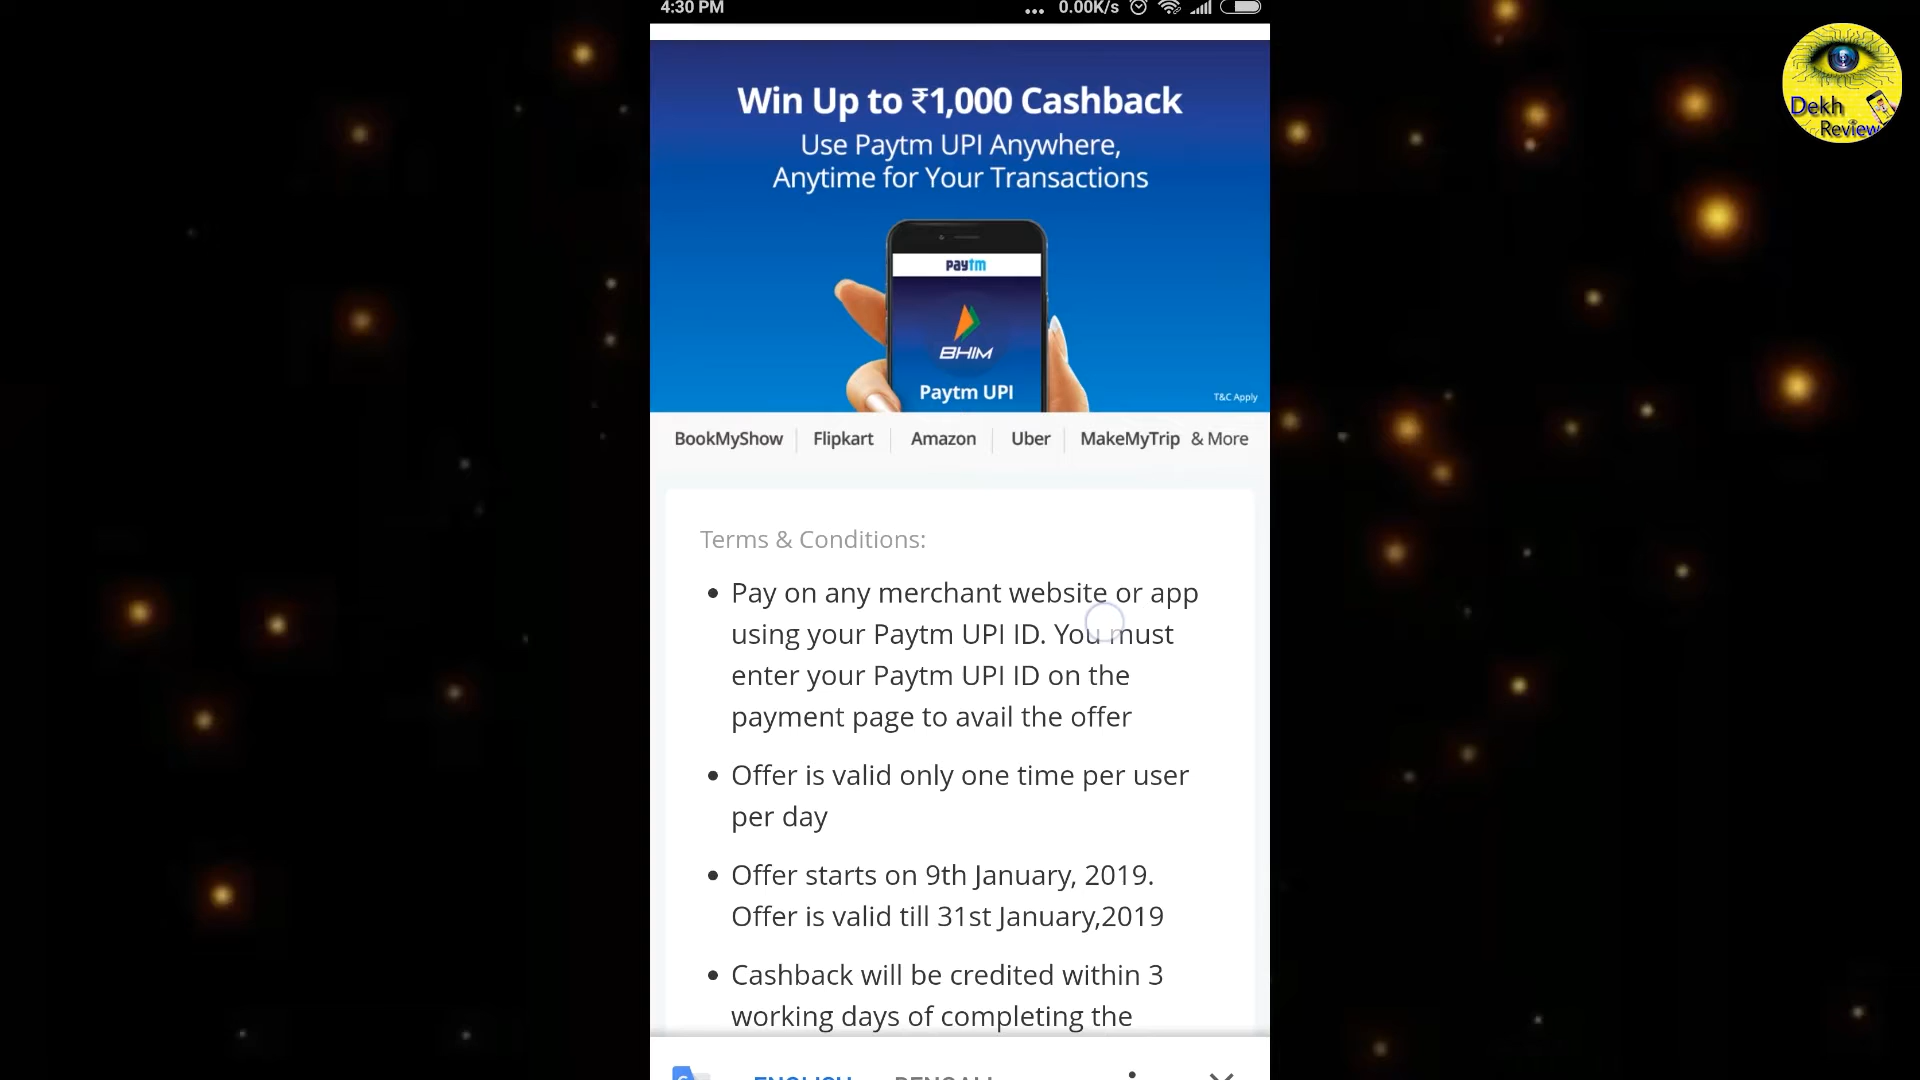 4:30 PM
... 0.00K/s
Dekh
Review
Win Up to ₹1,000 Cashback
Use Paytm UPI Anywhere,
Anytime for Your Transactions
paytm
BHIM
Paytm UPI
T&C Apply
BookMyShow Flipkart Amazon Uber MakeMyTrip & More
Terms & Conditions:
• Pay on any merchant website or app
using your Paytm UPI ID. You must
enter your Paytm UPI ID on the
payment page to avail the offer
• Offer is valid only one time per user
per day
• Offer starts on 9th January, 2019.
Offer is valid till 31st January,2019
• Cashback will be credited within 3
working days of completing the
ENGLISH BENGALI